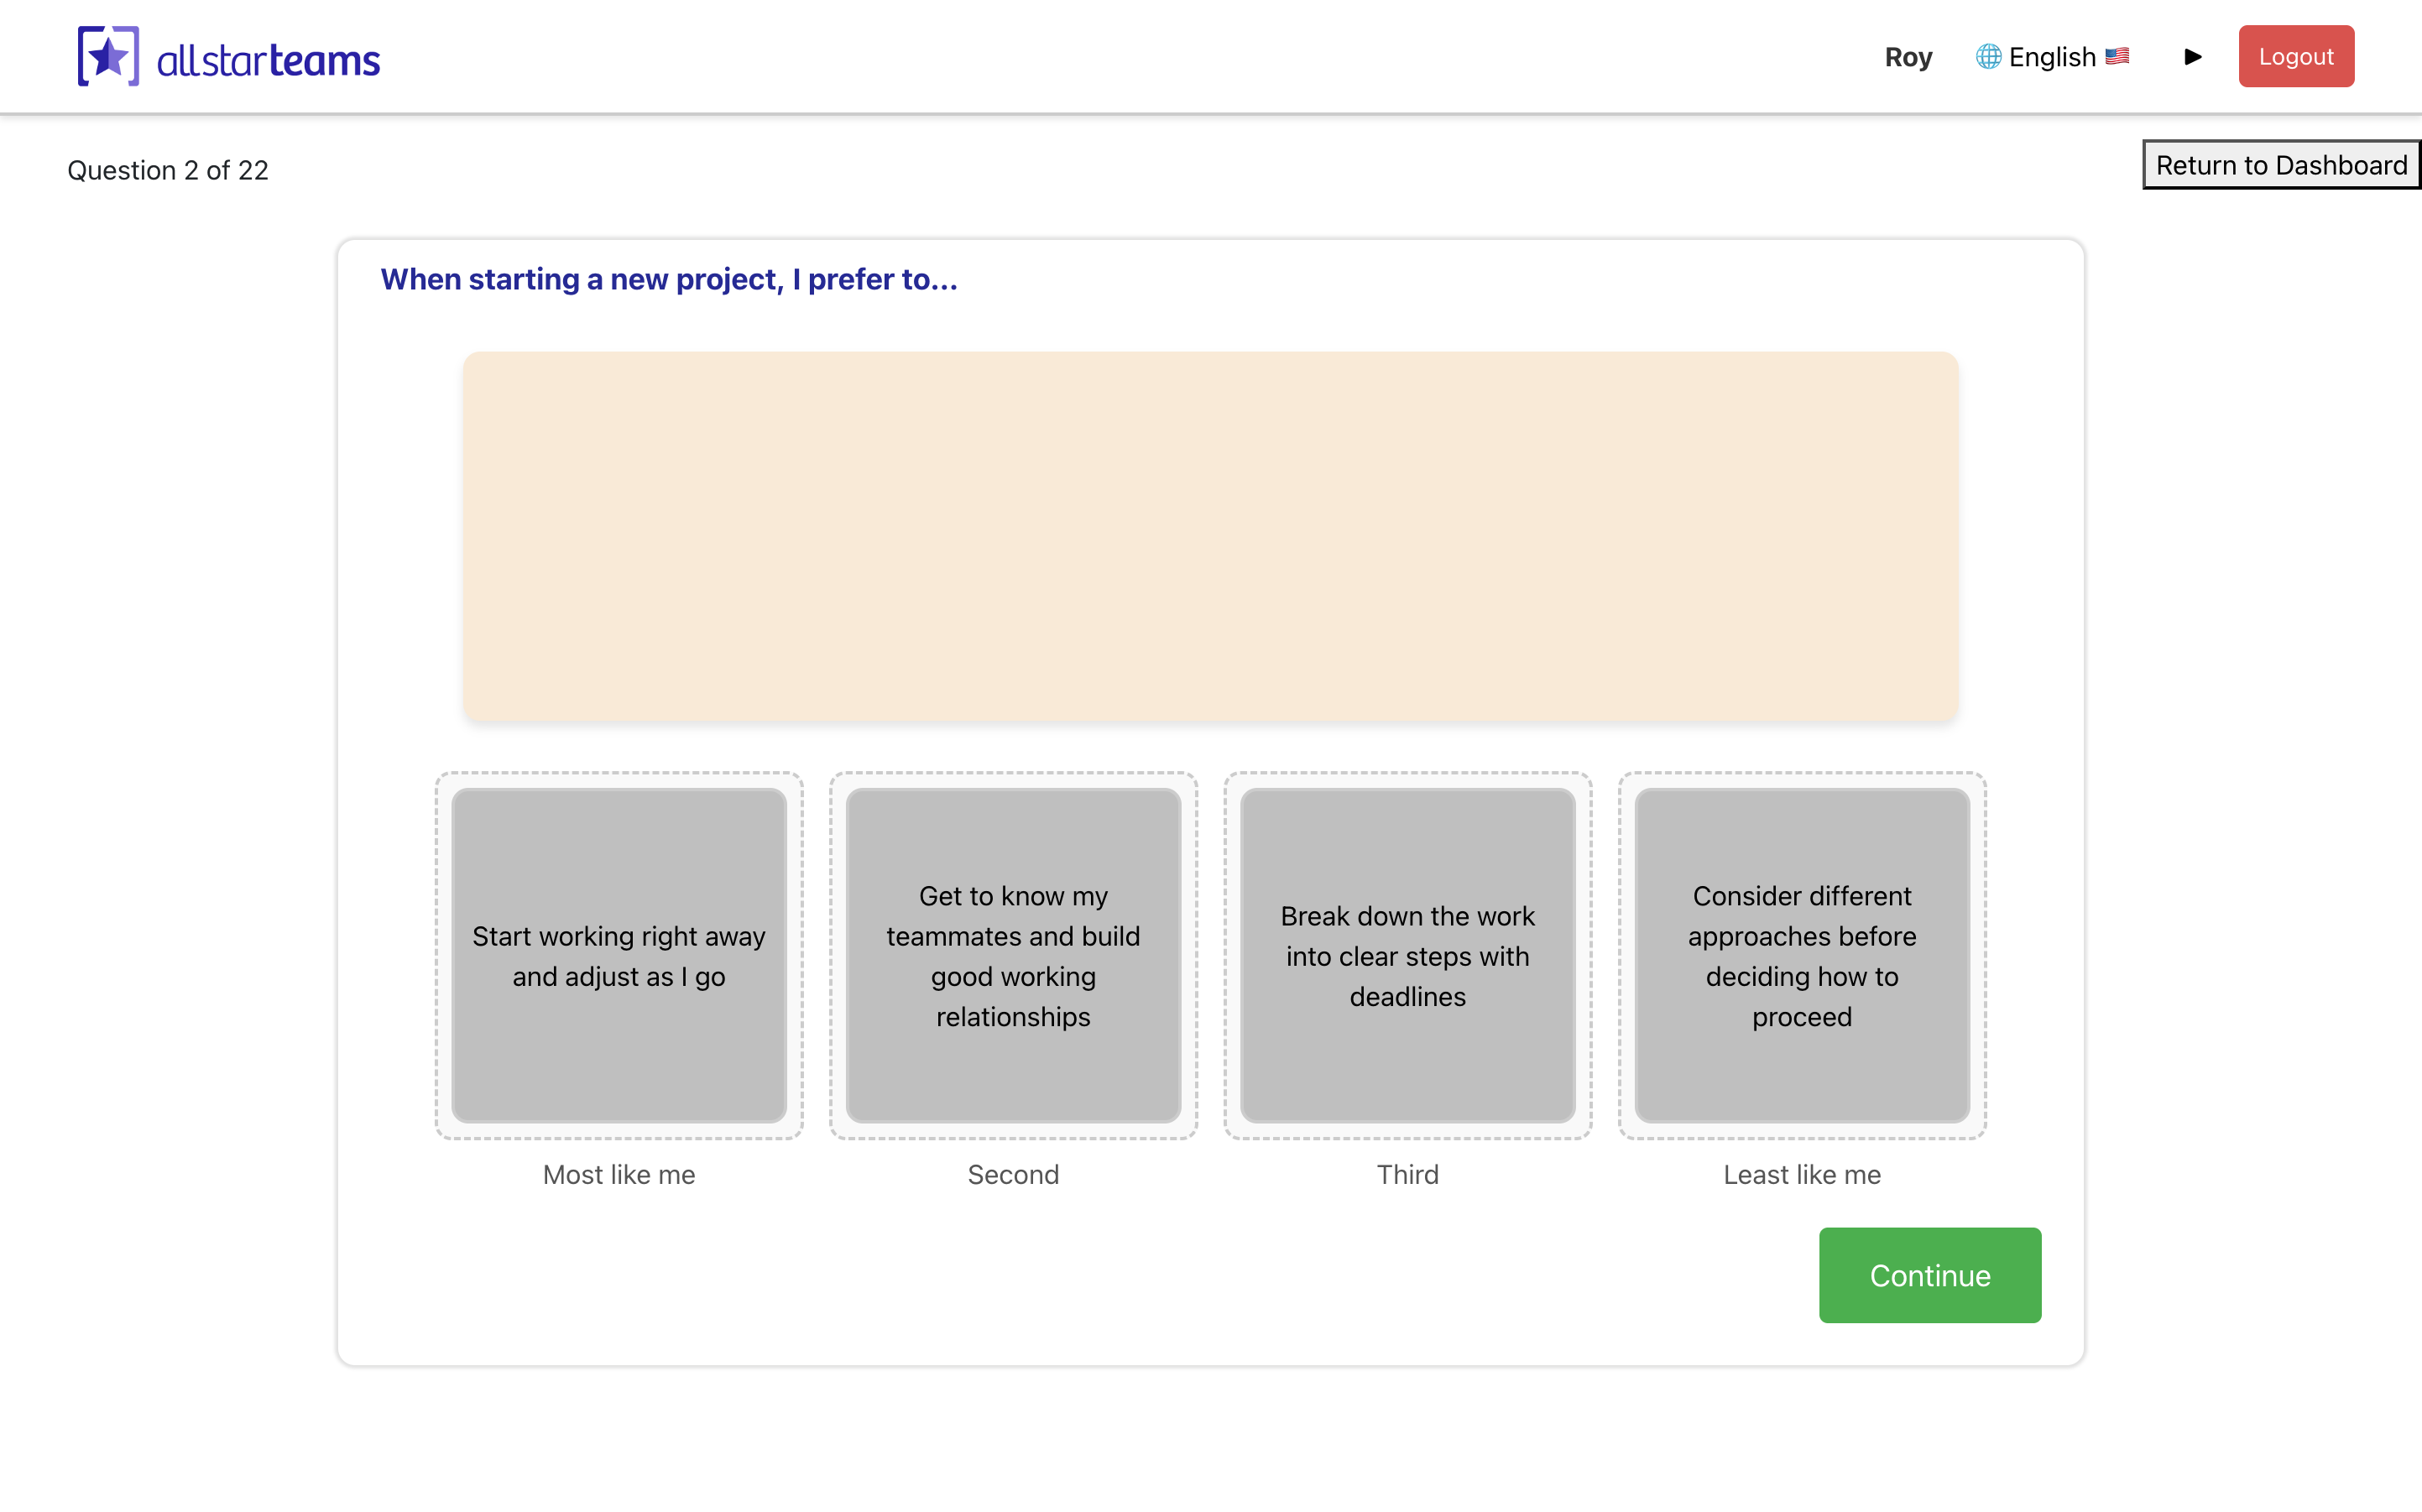 allstarteams
Roy
English
Logout
Question 2 of 22
Return to Dashboard
When starting a new project, I prefer to...
Start working right away
and adjust as I go
Get to know my
teammates and build
good working
relationships
Break down the work
into clear steps with
deadlines
Consider different
approaches before
deciding how to
proceed
Most like me
Second
Third
Least like me
Continue